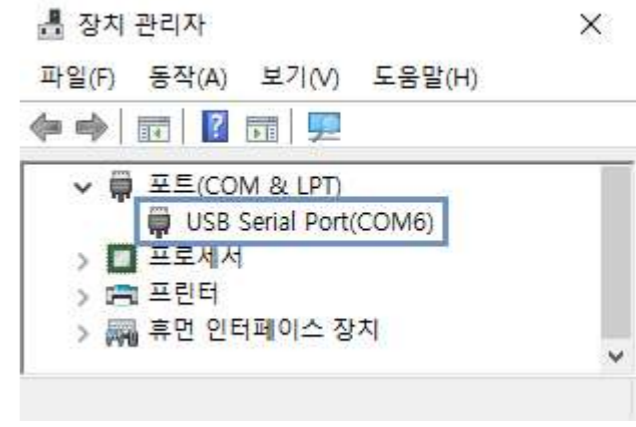 장치 관리자
파일(F) 동작(A) 보기(V) 도움말(H)
포트(COM & LPT)
USB Serial Port(COM6)
프로세서
프린터
휴먼 인터페이스 장치